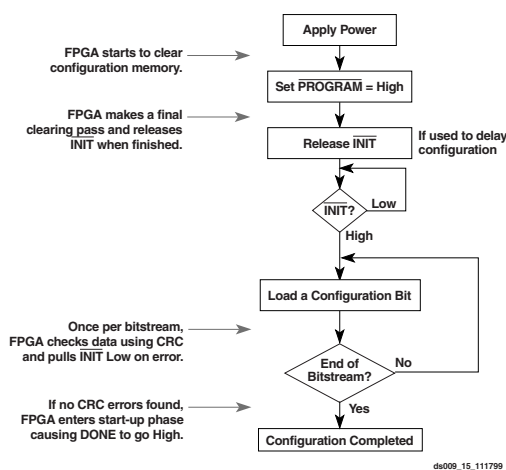 Apply Power
FPGA starts to clear
configuration memory.
Set PROGRAM = High
FPGA makes a final
clearing pass and releases
INIT when finished.
Release INIT
If used to delay
configuration
INIT?
Low
High
Load a Configuration Bit
Once per bitstream,
FPGA checks data using CRC
and pulls INIT Low on error.
End of
Bitstream?
No
Yes
If no CRC errors found,
FPGA enters start-up phase
causing DONE to go High.
Configuration Completed
ds009_15_111799